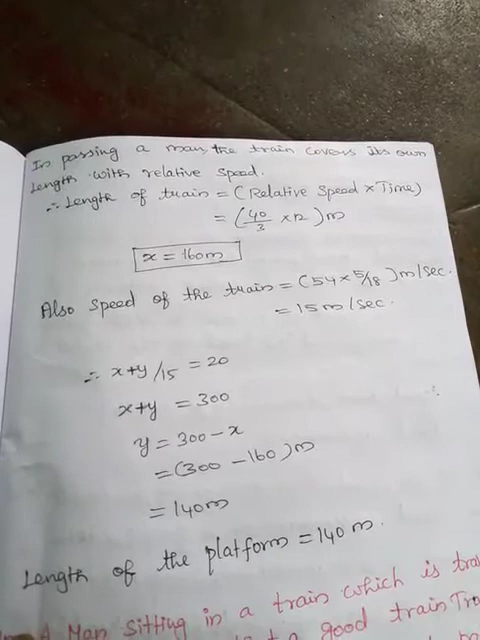 In passing a man, the train covers its own
length with relative speed.
∴ Length of train = (Relative Speed × Time)
= (40/3 × 12) m
x = 160m
Also speed of the train = (54 × 5/18) m/sec.
= 15 m/sec.
∴ x+y/15 = 20
x+y = 300
y = 300 - x
= (300 - 160) m
= 140m
Length of the platform = 140 m.
A Man sitting in a train which is
a good train